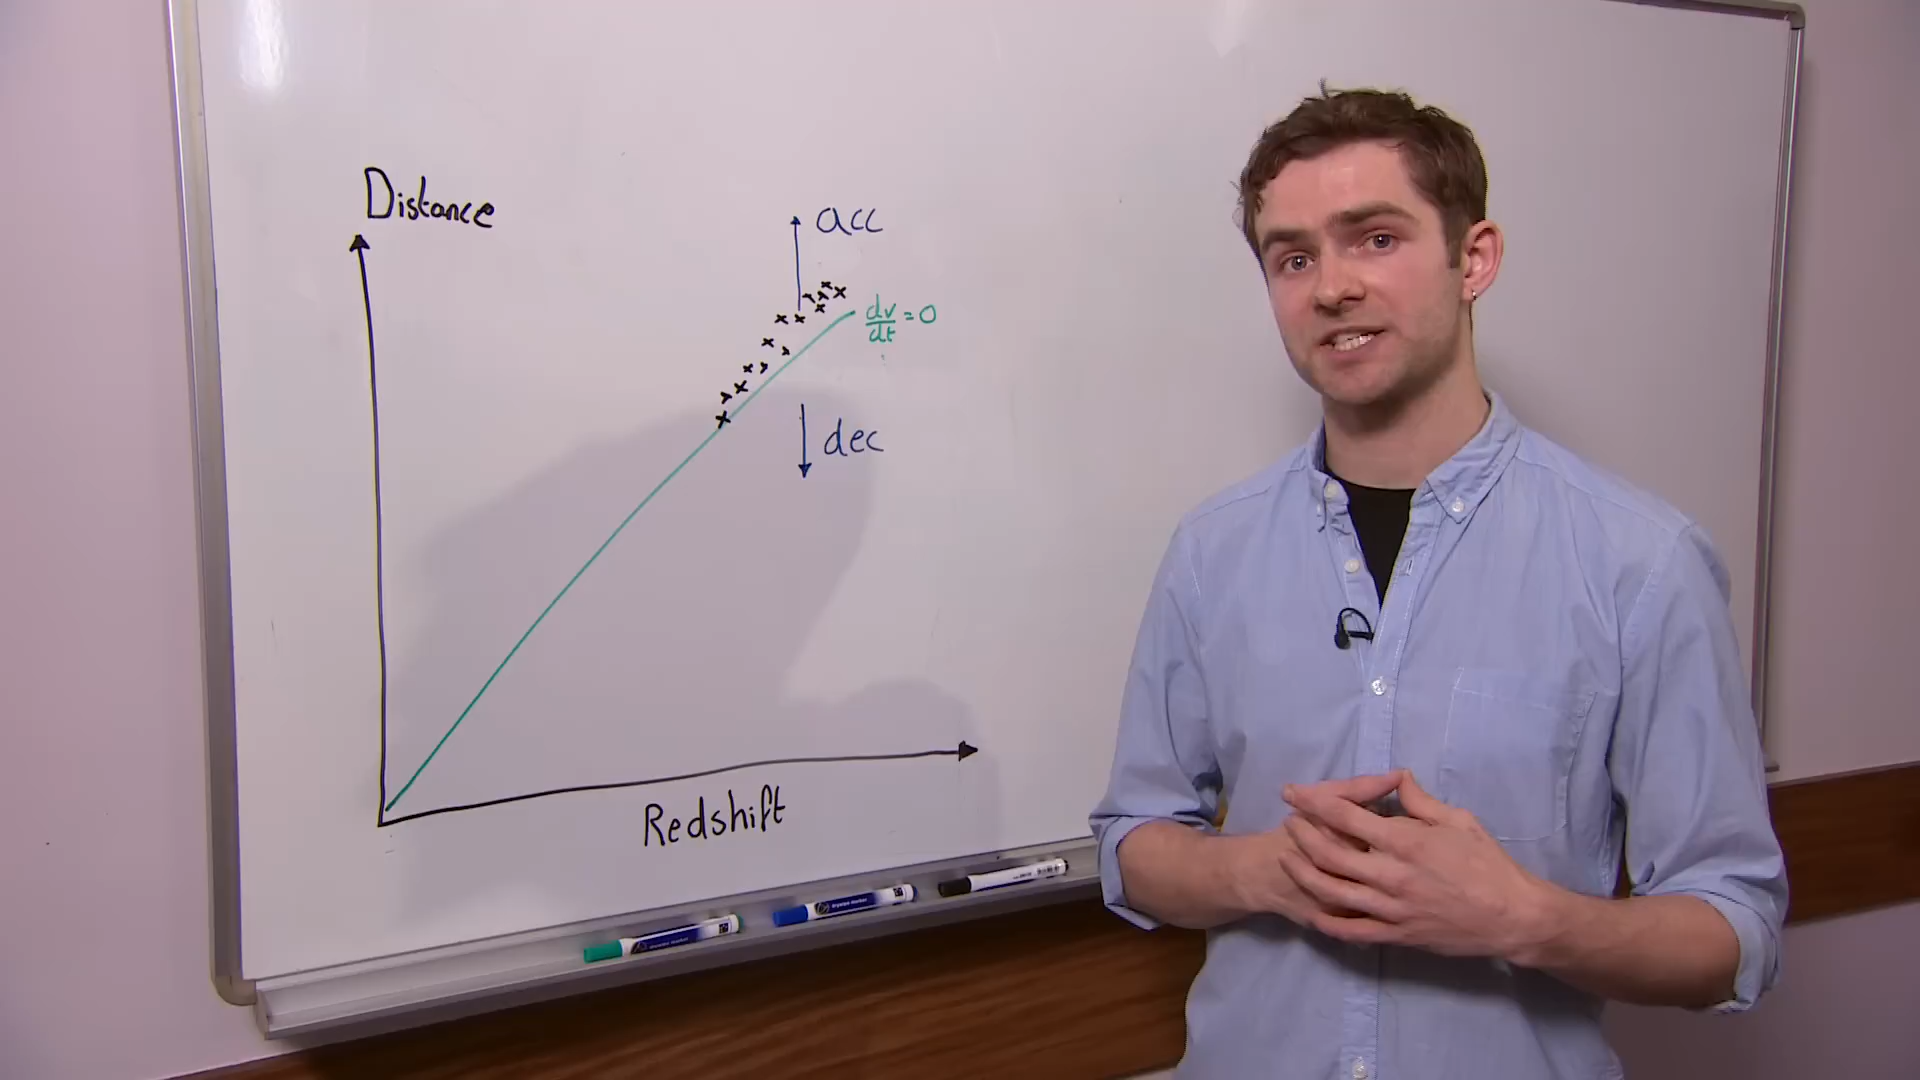 Distance
acc
dv/dt = 0
dec
Redshift